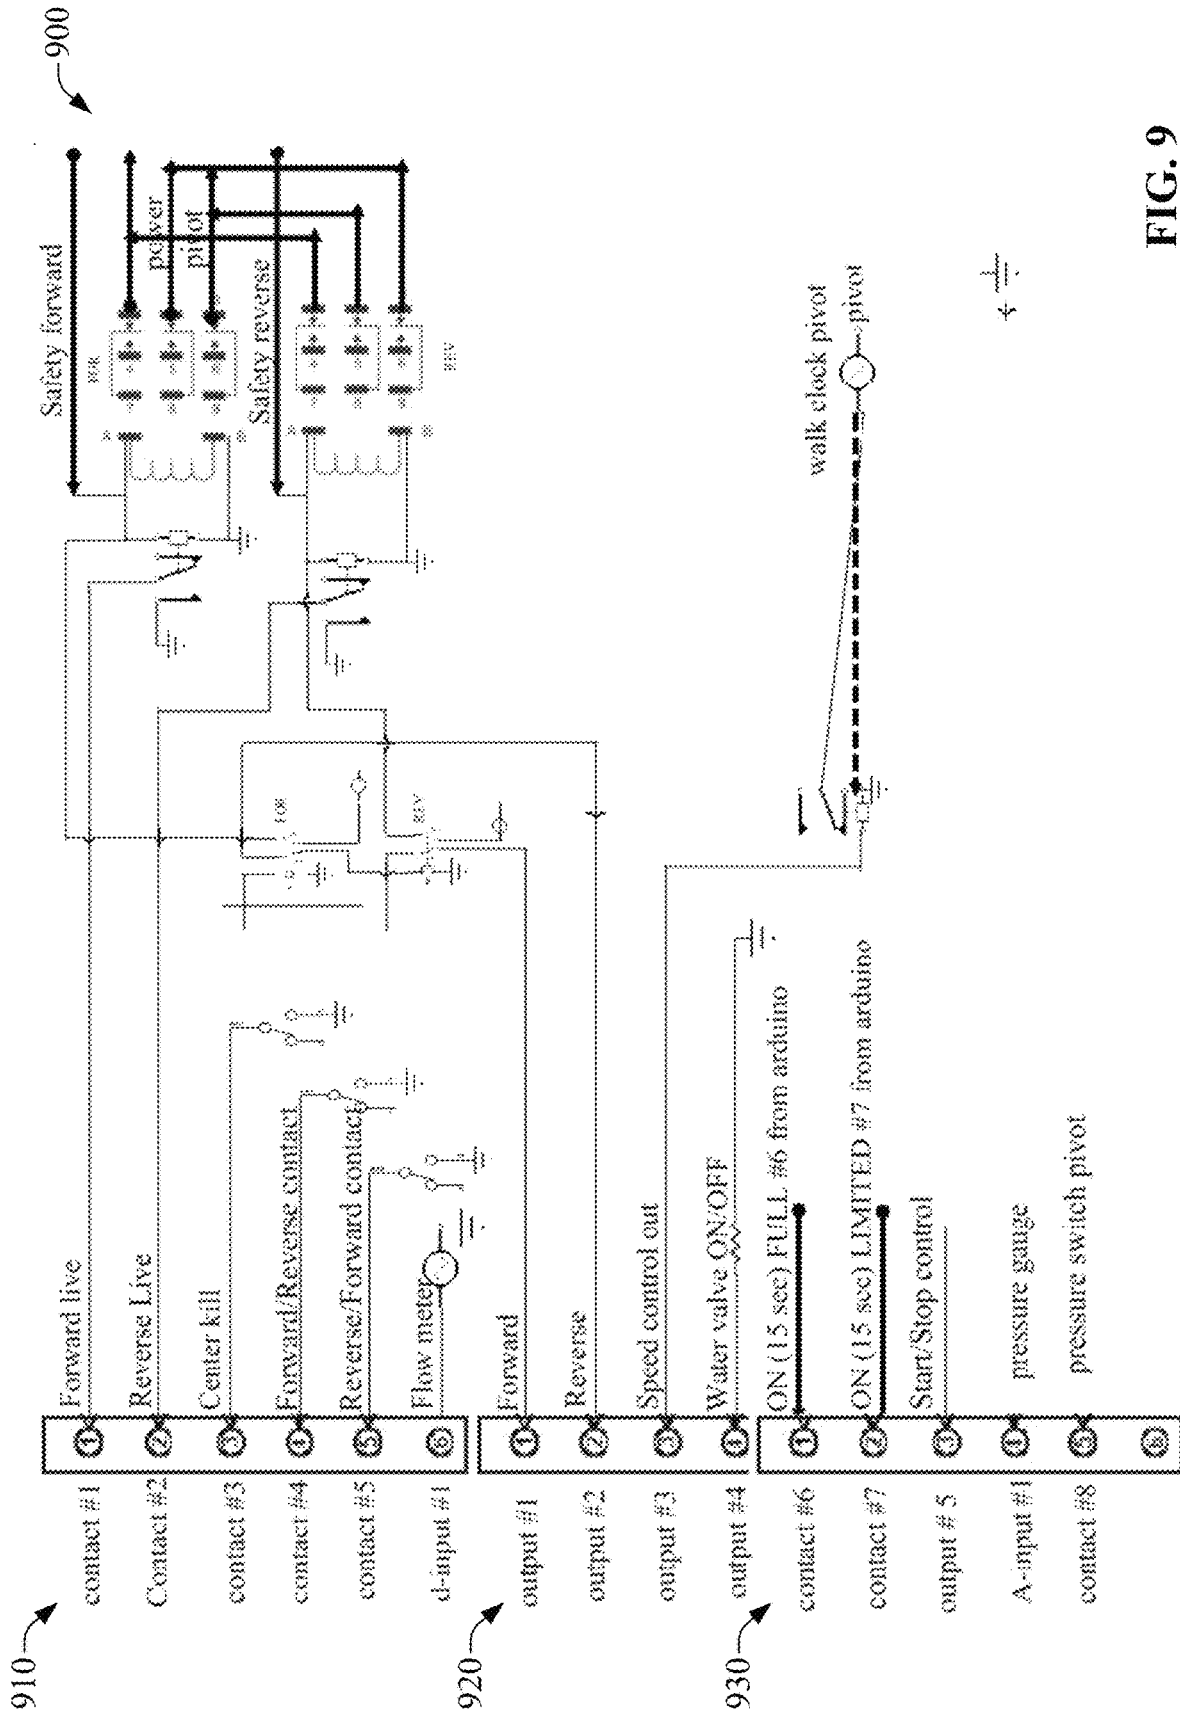 900
Safety forward
power
pivot
FOR
A
B
Safety reverse
REV
A
B
FOR
REV
walk clock pivot
pivot
910
contact #1
1
Forward live
Contact #2
2
Reverse Live
contact #3
3
Center kill
contact #4
4
Forward/Reverse contact
contact #5
5
Reverse/Forward contact
d-input #1
6
Flow meter
920
output #1
1
Forward
output #2
2
Reverse
output #3
3
Speed control out
output #4
4
Water valve ON/OFF
930
contact #6
1
ON (15 sec) FULL #6 from arduino
contact #7
2
ON (15 sec) LIMITED #7 from arduino
output #5
3
Start/Stop control
A-input #1
4
pressure gauge
contact #8
5
pressure switch pivot
6
FIG. 9